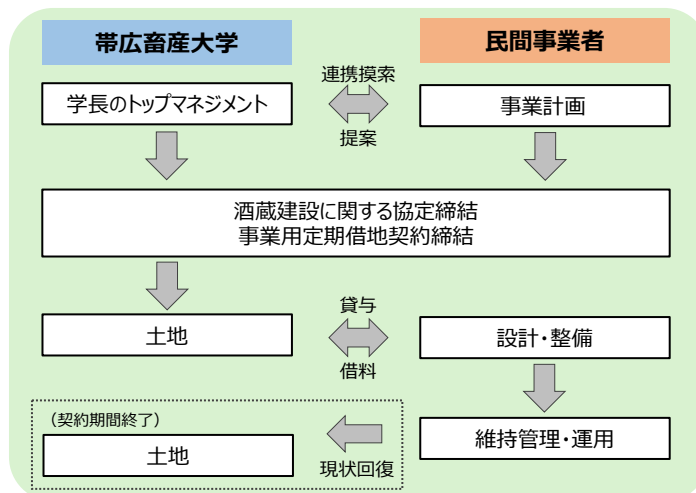 帯広畜産大学
民間事業者
学長のトップマネジメント
連携摸索
提案
事業計画
酒蔵建設に関する協定締結
事業用定期借地契約締結
土地
貸与
借料
設計・整備
(契約期間終了)
土地
現状回復
維持管理・運用